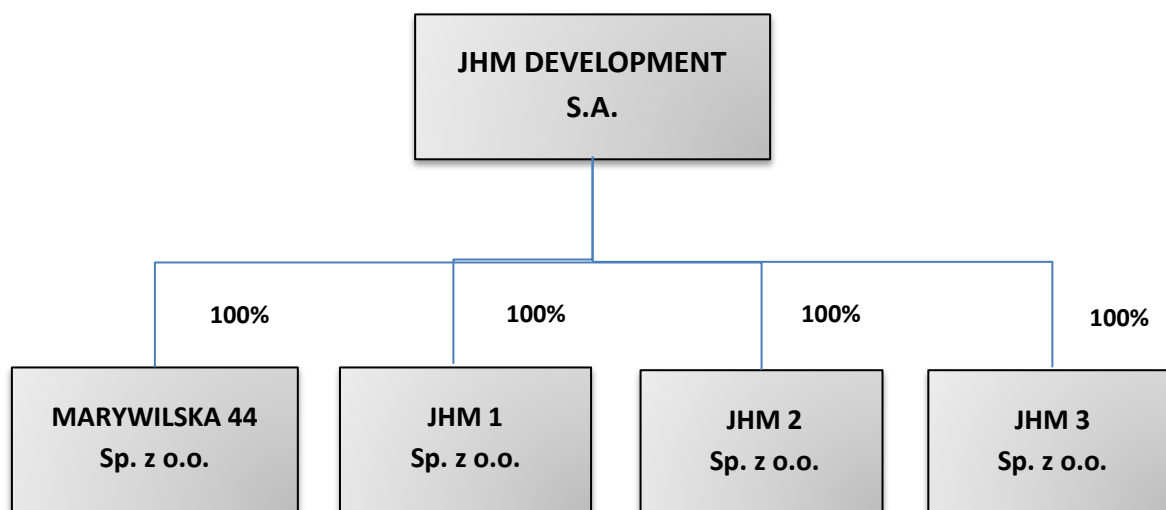 JHM DEVELOPMENT
S.A.
100%
100%
100%
100%
MARYWILSKA 44
Sp. z o.o.
JHM 1
Sp. z o.o.
JHM 2
Sp. z o.o.
JHM 3
Sp. z o.o.